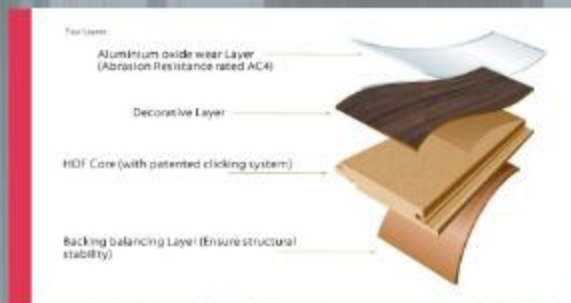 Aluminium oxide wear Layer
(Abrasion Resistance rated AC4)
Decorative Layer
HDF Core (with patented clicking system)
Backing balancing Layer (Ensure structural
stability)